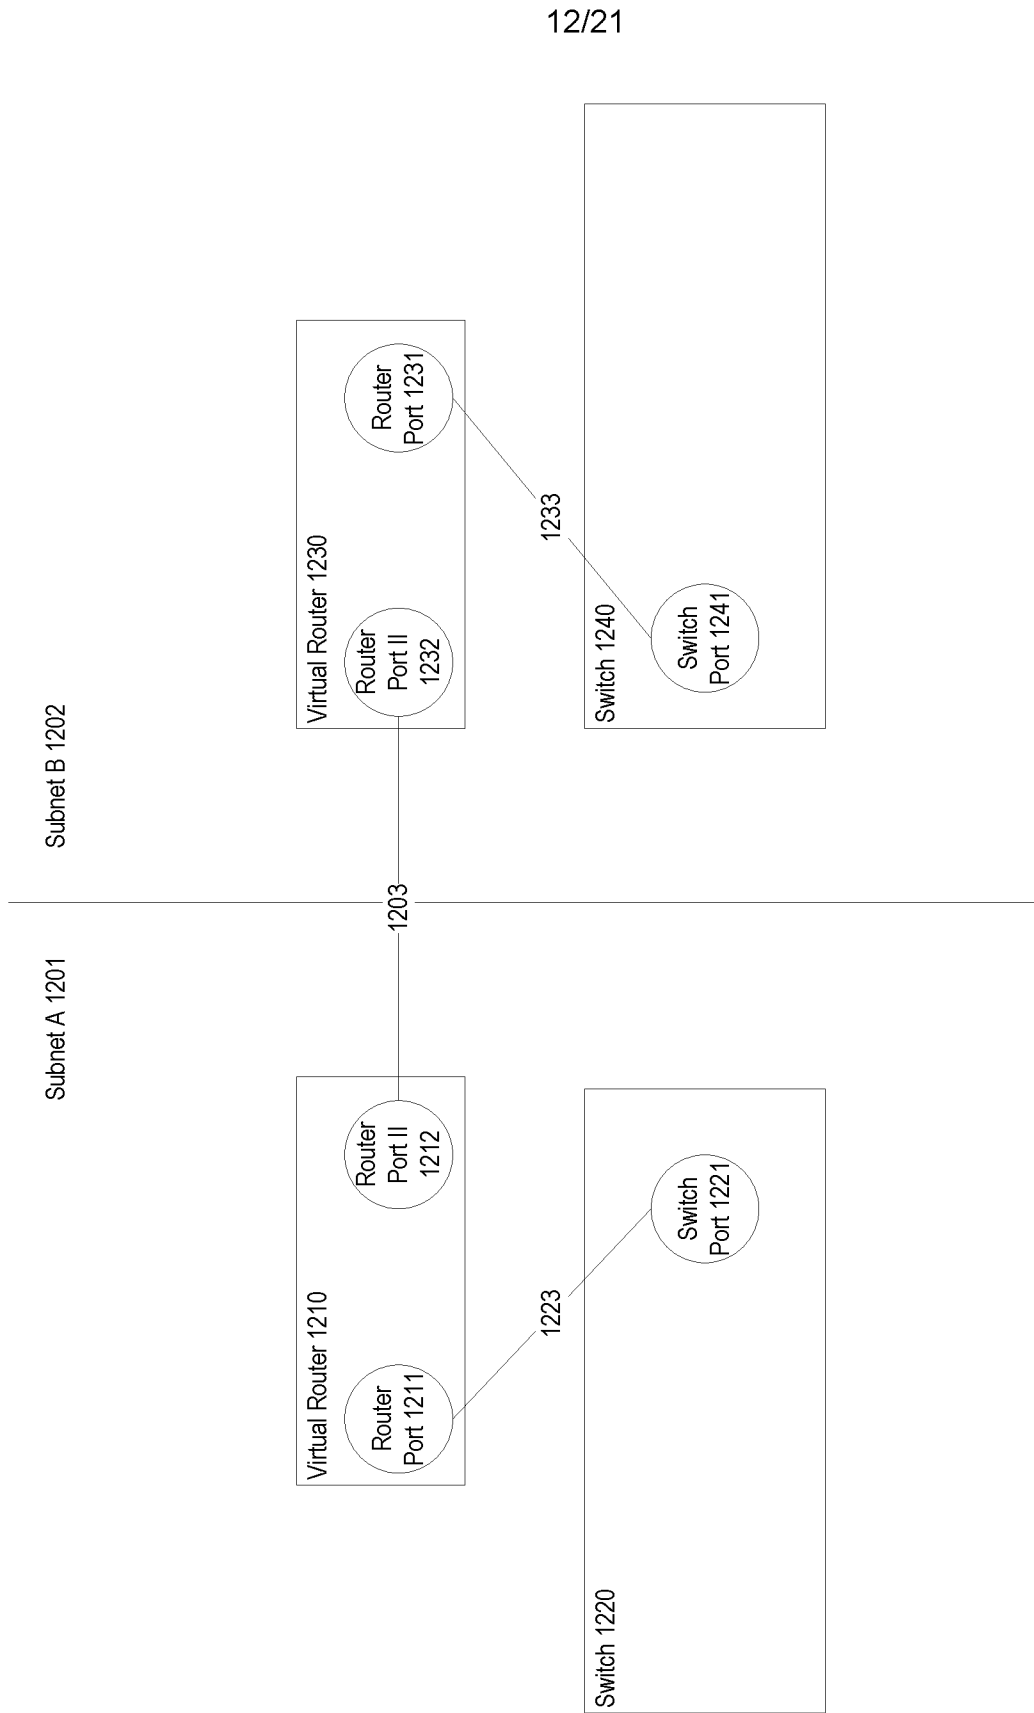 12/21
Subnet A 1201
Subnet B 1202
Virtual Router 1210
Router
Port 1211
Router
Port II
1212
1203
Virtual Router 1230
Router
Port II
1232
Router
Port 1231
1223
1233
Switch 1220
Switch
Port 1221
Switch 1240
Switch
Port 1241